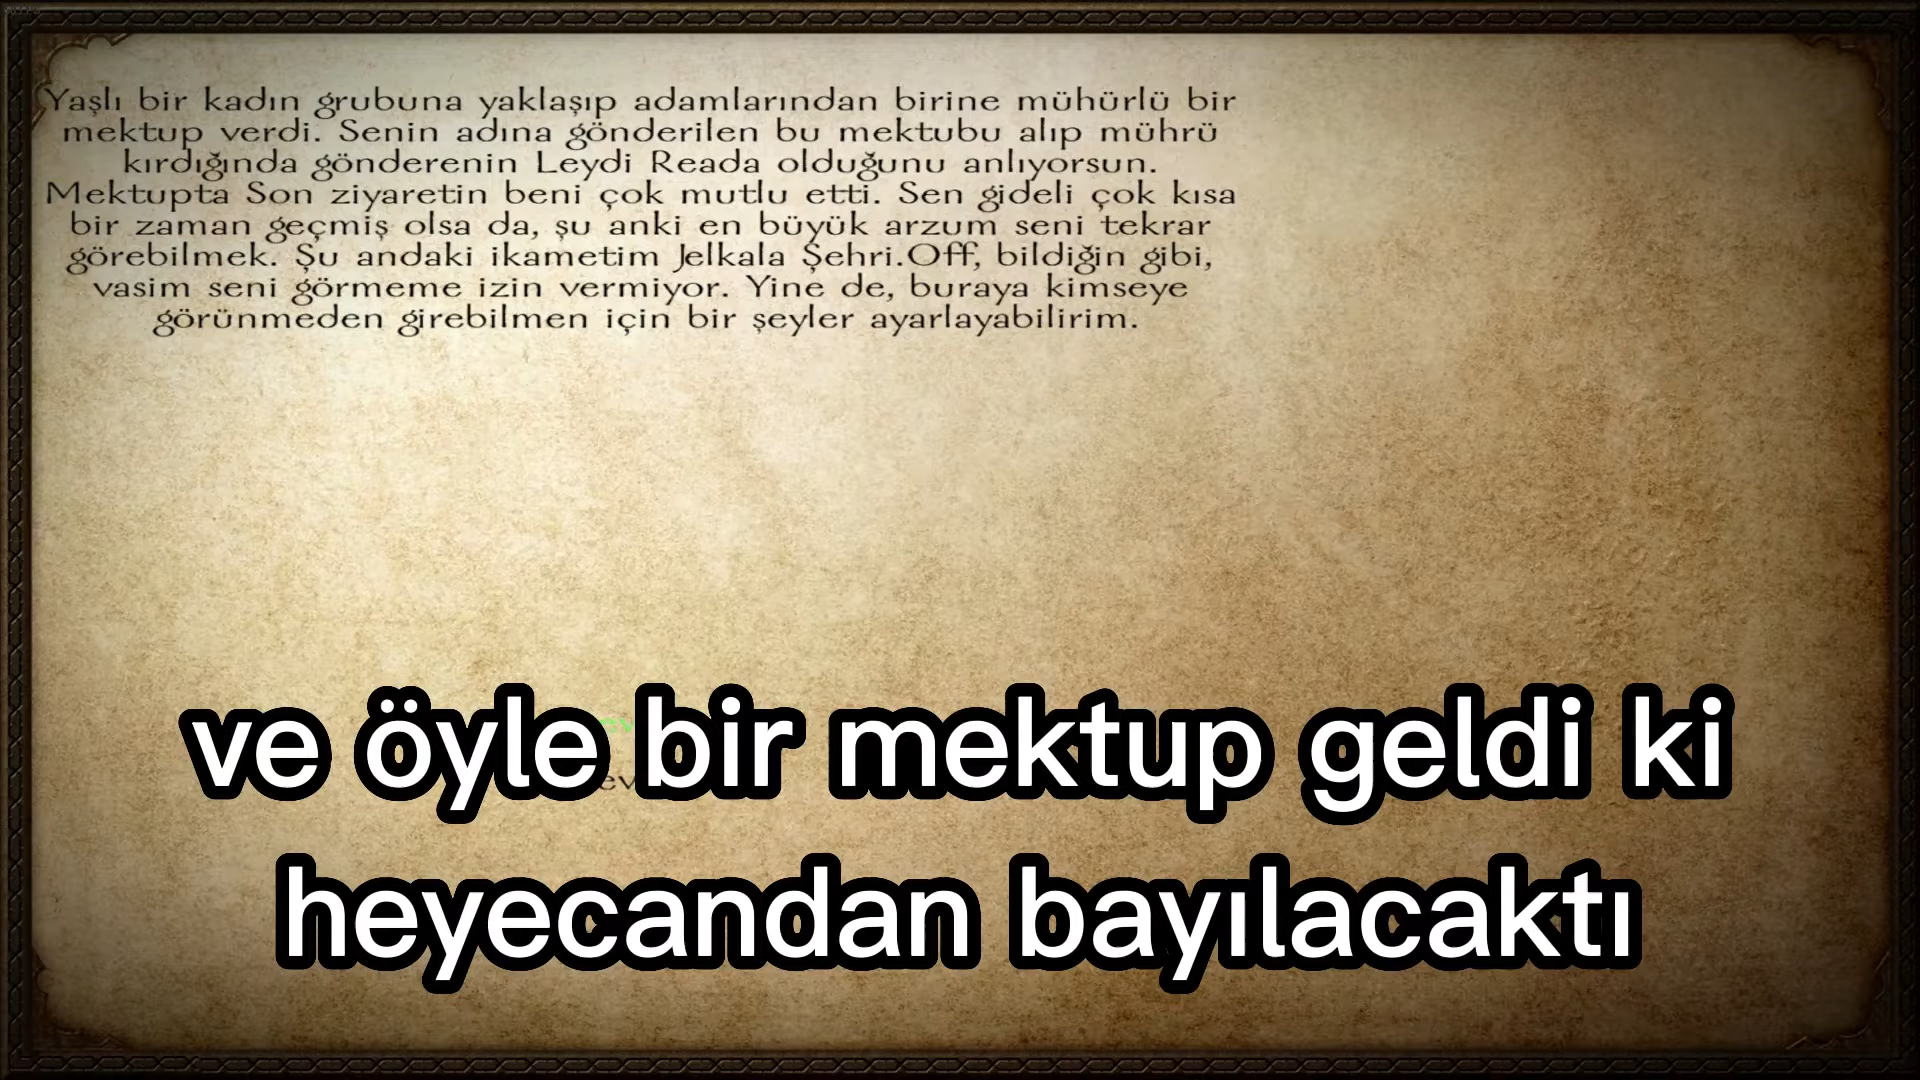 Yaşlı bir kadın grubuna yaklaşıp adamlarından birine mühürlü bir
mektup verdi. Senin adına gönderilen bu mektubu alıp mührü
kırdığında gönderenin Leydi Reada olduğunu anlıyorsun.
Mektupta Son ziyaretin beni çok mutlu etti. Sen gideli çok kısa
bir zaman geçmiş olsa da, şu anki en büyük arzum seni tekrar
görebilmek. Şu andaki ikametim Jelkala Şehri.Off, bildiğin gibi,
vasim seni görmeme izin vermiyor. Yine de, buraya kimseye
görünmeden girebilmen için bir şeyler ayarlayabilirim.
ve öyle bir mektup geldi ki
heyecandan bayılacaktı